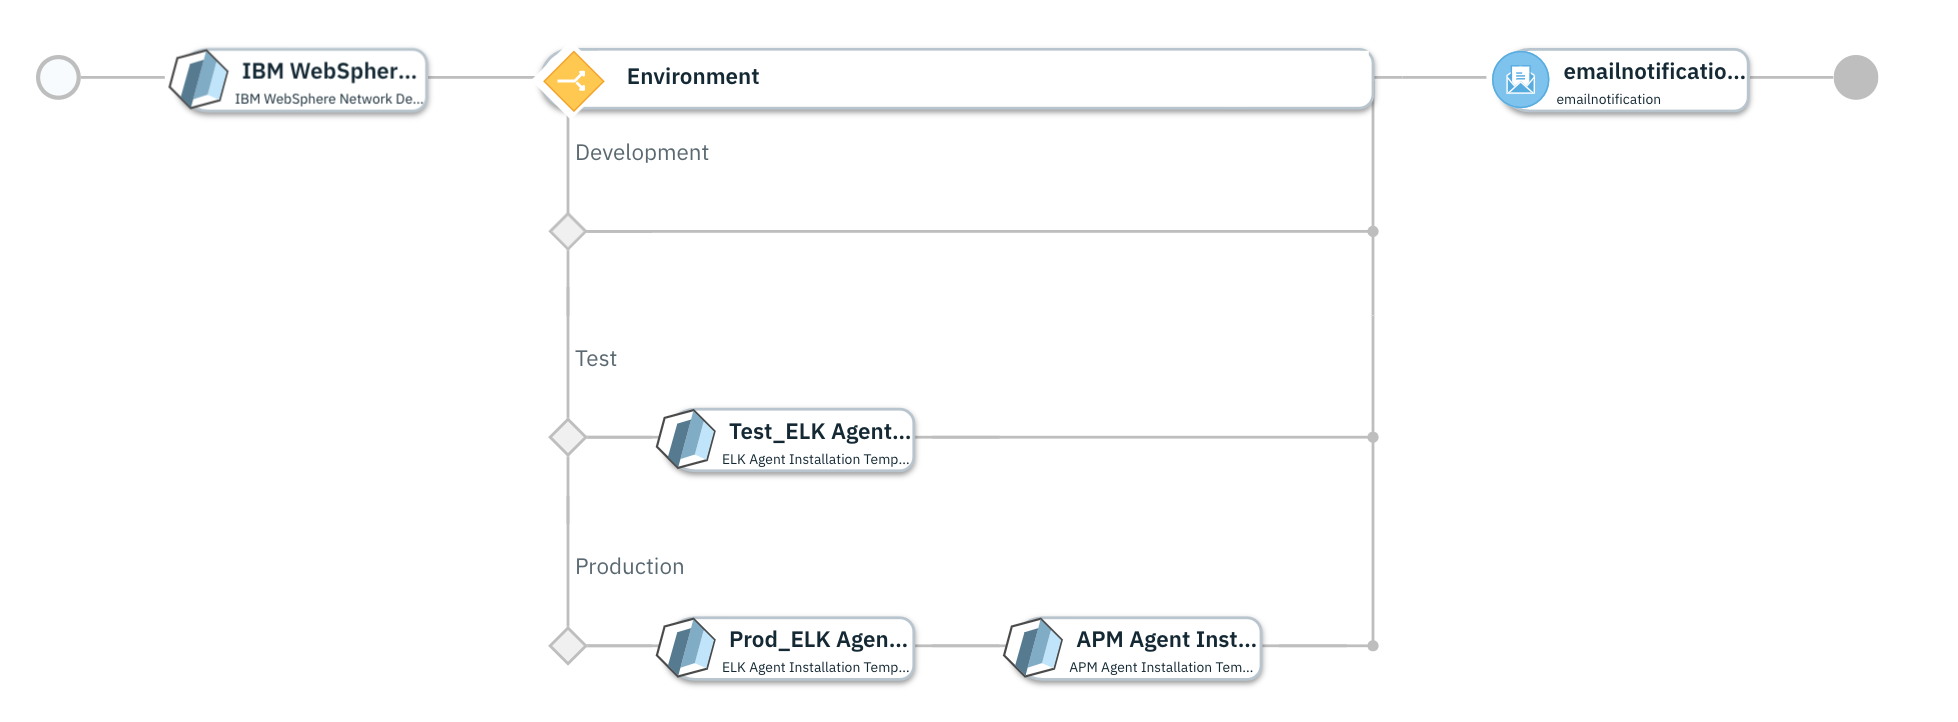 IBM WebSpher...
IBM WebSphere Network De...
Environment
emailnotificatio...
emailnotification
Development
Test
Test_ELK Agent...
ELK Agent Installation Temp...
Production
Prod_ELK Agen...
ELK Agent Installation Temp...
APM Agent Inst...
APM Agent Installation Tem...